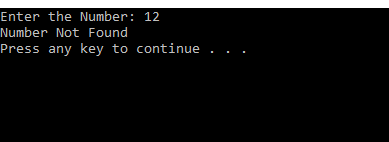 Enter the Number: 12
Number Not Found
Press any key to continue . . .